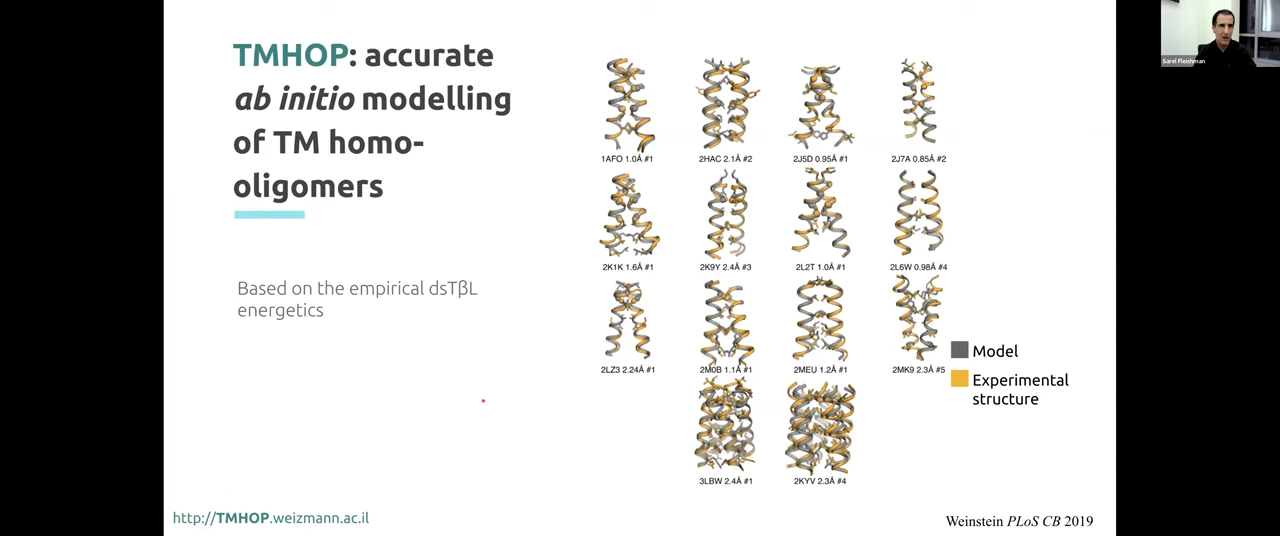 TMHOP: accurate
ab initio modelling
of TM homo-
oligomers
Based on the empirical dsTβL
energetics
1AFO 1.0Å #1
2HAC 2.1Å #2
2J5D 0.95Å #1
2J7A 0.85Å #2
2K1K 1.6Å #1
2K9Y 2.4Å #3
2L2T 1.0Å #1
2L6W 0.98Å #4
2LZ3 2.24Å #1
2M0B 1.1Å #1
2MEU 1.2Å #1
2MK9 2.3Å #5
3LBW 2.4Å #1
2KYV 2.3Å #4
Model
Experimental
structure
http://TMHOP.weizmann.ac.il
Weinstein PLoS CB 2019
Sarel Fleishman